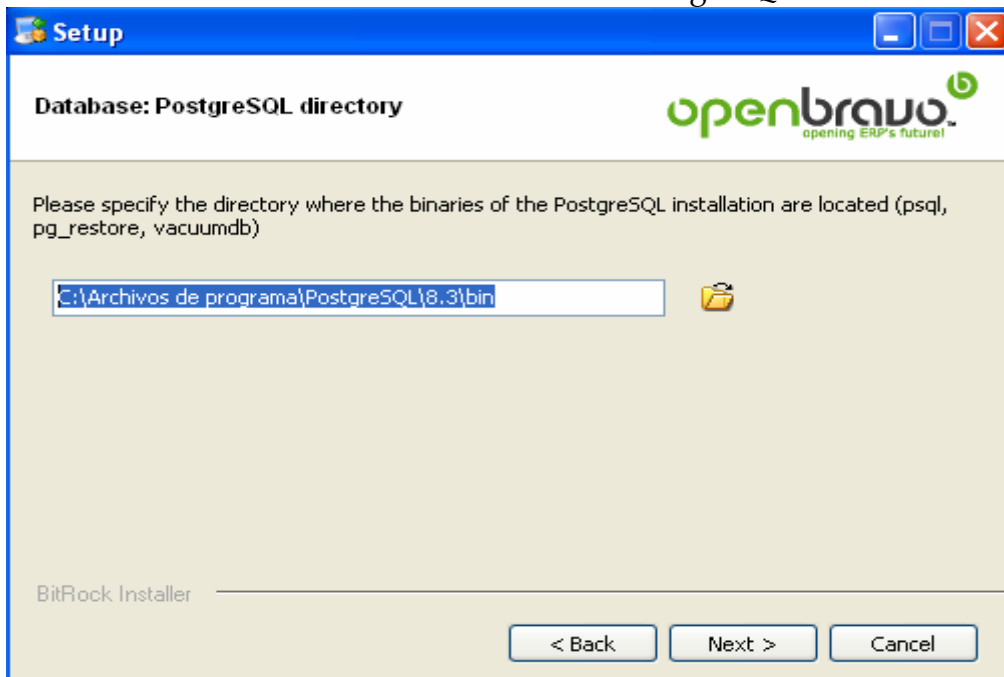 Setup
Database: PostgreSQL directory
openbravo™
opening ERP's future!
Please specify the directory where the binaries of the PostgreSQL installation are located (psql,
pg_restore, vacuumdb)
C:\Archivos de programa\PostgreSQL\8.3\bin
BitRock Installer
< Back Next > Cancel